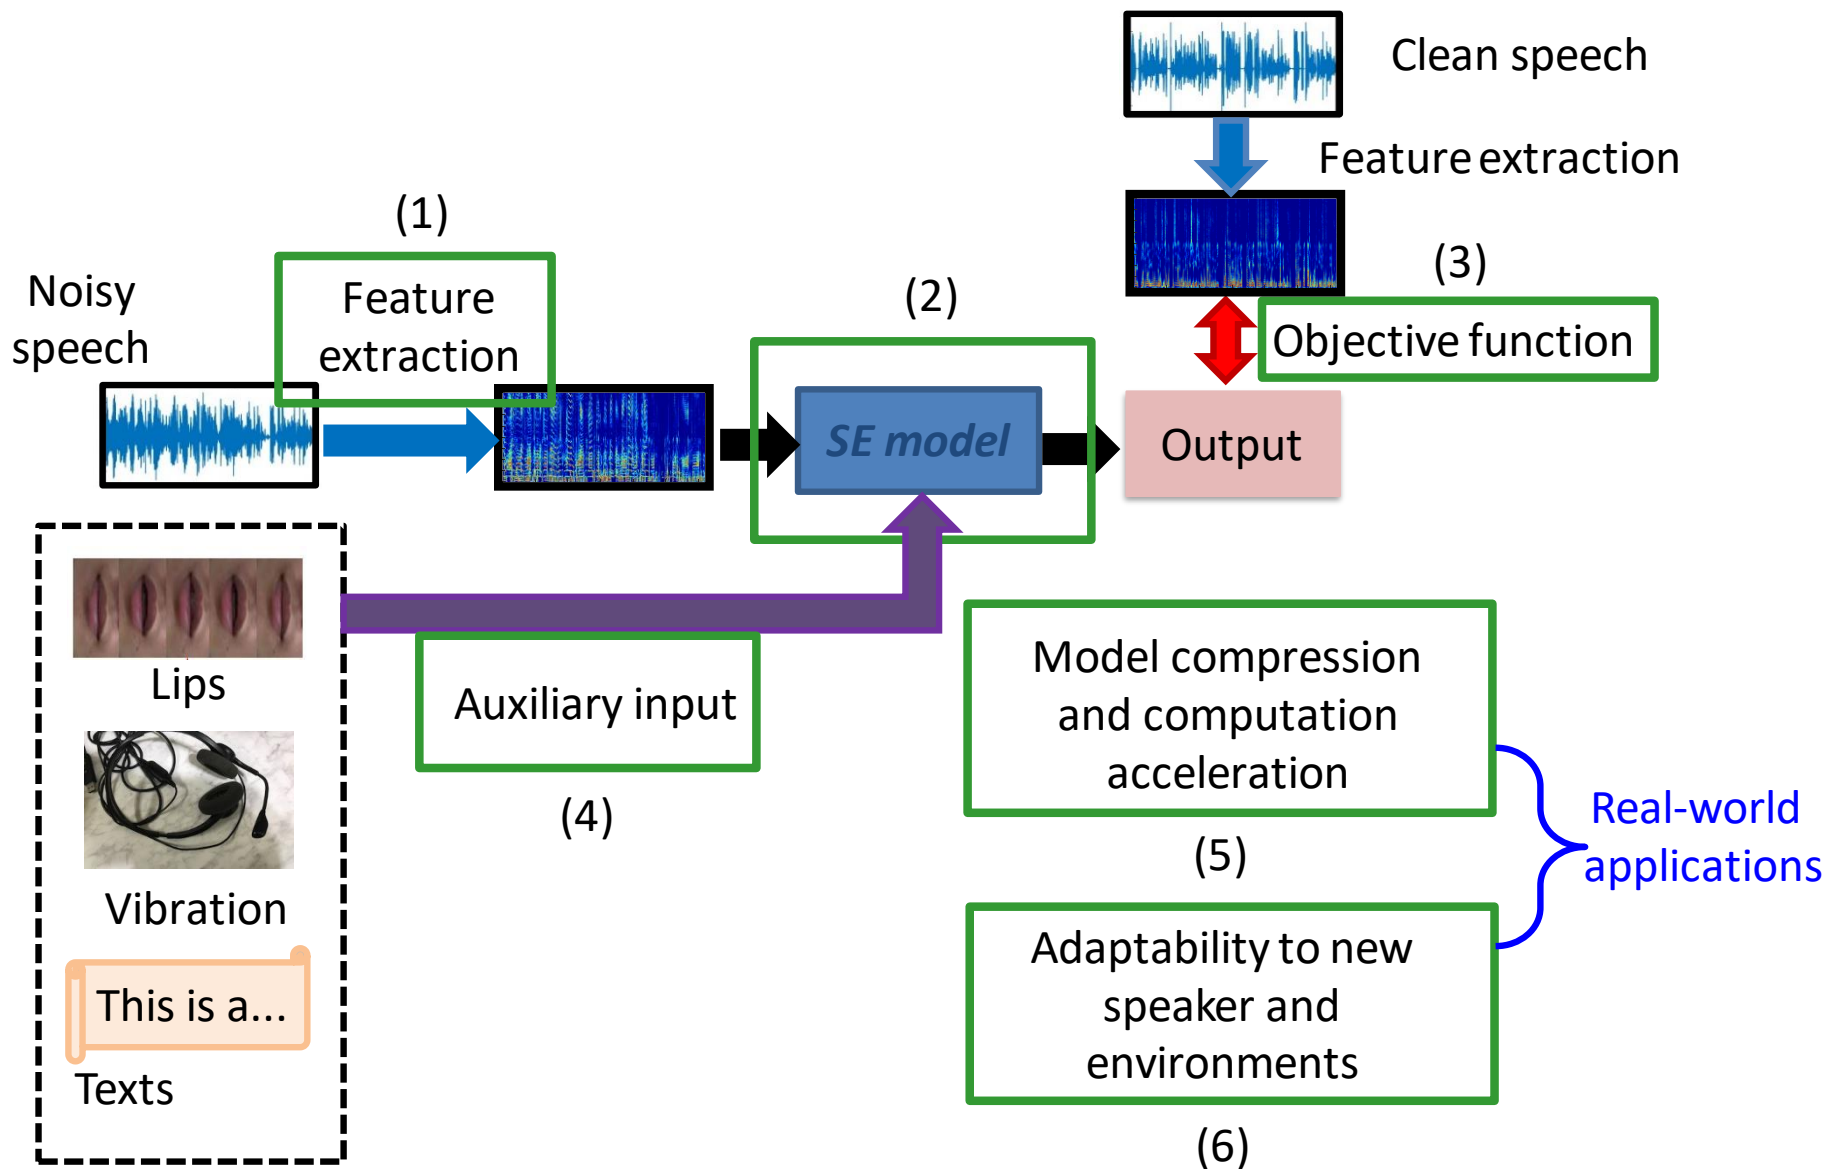 Clean speech
Feature extraction
(1)
Noisy
speech
Feature
extraction
(2)
(3)
Objective function
SE model
Output
Lips
Auxiliary input
(4)
Vibration
This is a...
Texts
Model compression
and computation
acceleration
(5)
Real-world
applications
Adaptability to new
speaker and
environments
(6)